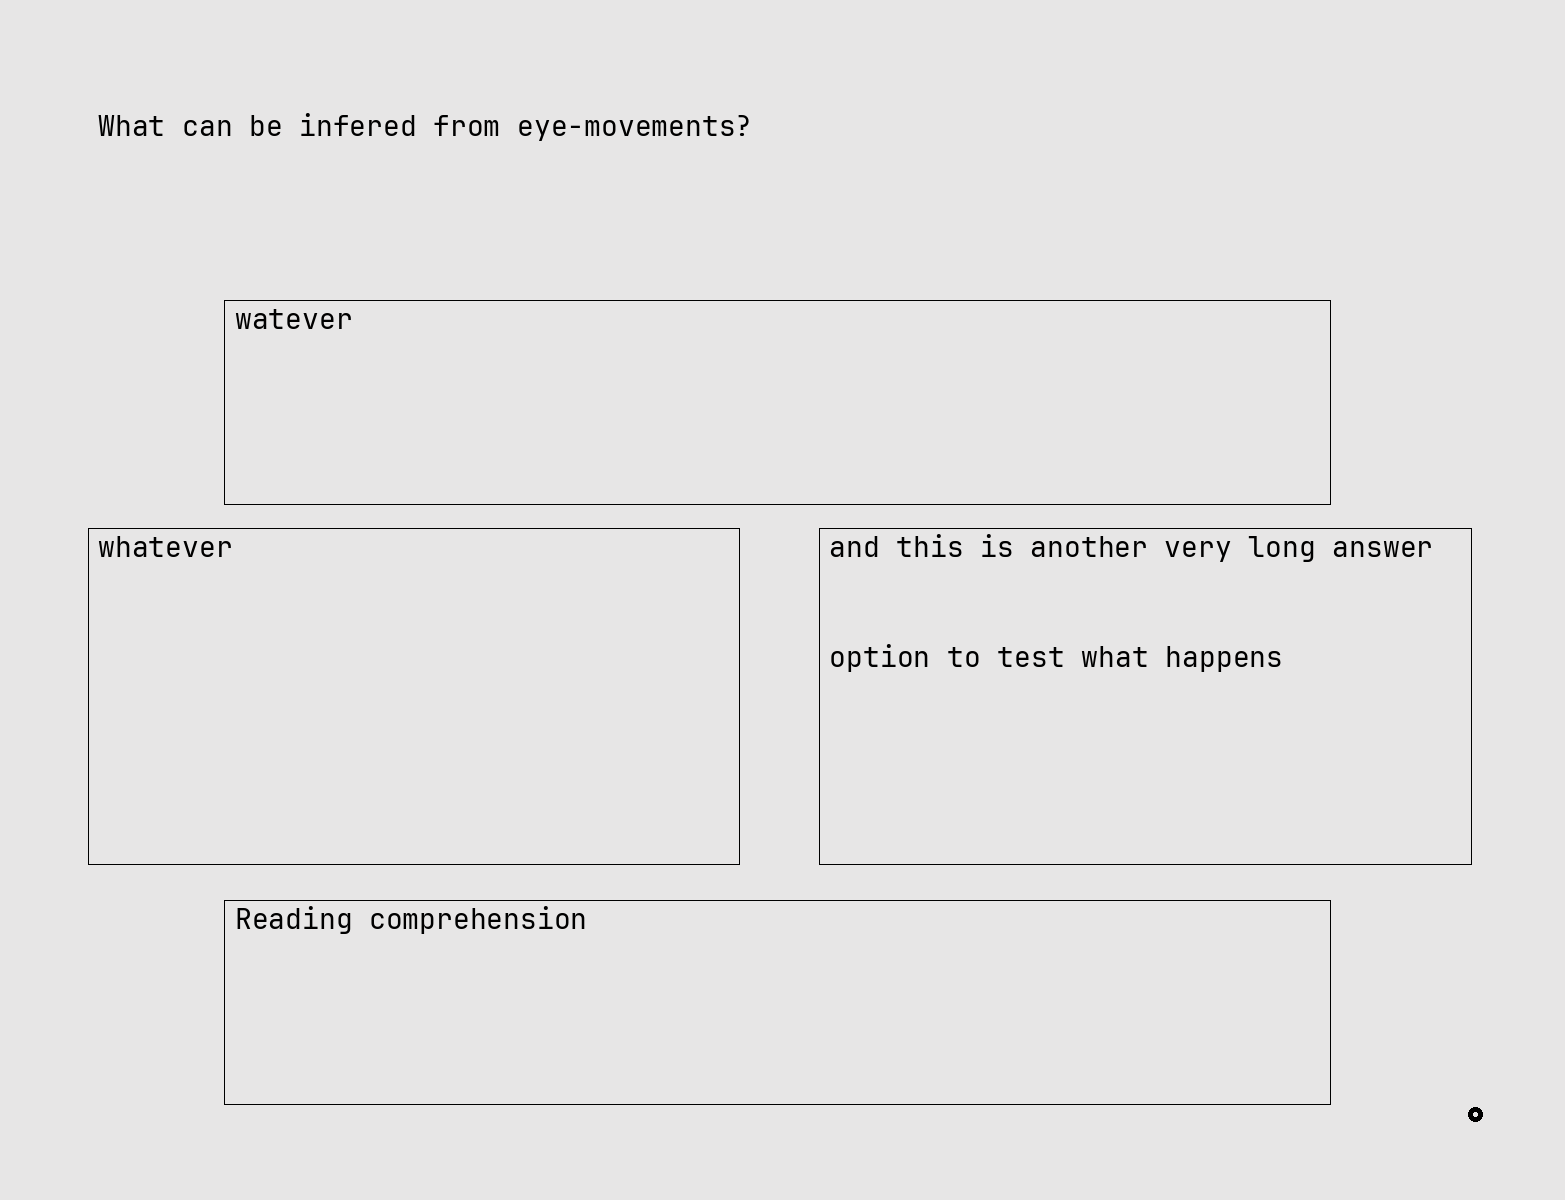 What can be infered from eye-movements?
watever
whatever
and this is another very long answer
option to test what happens
Reading comprehension